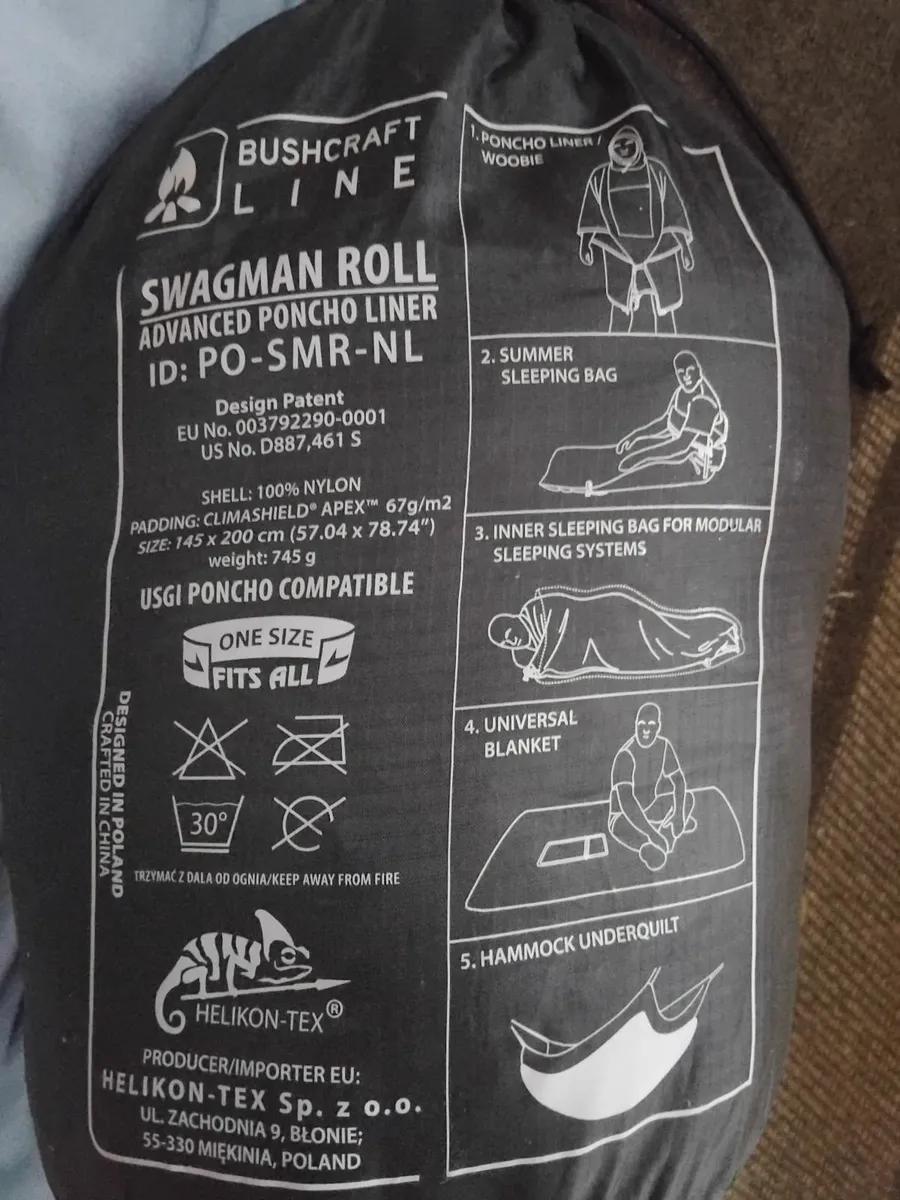 BUSHCRAFT
LINE
SWAGMAN ROLL
ADVANCED PONCHO LINER
ID: PO-SMR-NL
Design Patent
EU No. 003792290-0001
US No. D887,461 S
SHELL: 100% NYLON
PADDING: CLIMASHIELD® APEX™ 67g/m2
SIZE: 145 x 200 cm (57.04 x 78.74")
weight: 745 g
USGI PONCHO COMPATIBLE
ONE SIZE
FITS ALL
30°
DESIGNED IN POLAND
CRAFTED IN CHINA
TRZYMAĆ Z DALA OD OGNIA/KEEP AWAY FROM FIRE
HELIKON-TEX®
PRODUCER/IMPORTER EU:
HELIKON-TEX Sp. z o.o.
UL. ZACHODNIA 9, BŁONIE;
55-330 MIĘKINIA, POLAND
1. PONCHO LINER /
WOOBIE
2. SUMMER
SLEEPING BAG
3. INNER SLEEPING BAG FOR MODULAR
SLEEPING SYSTEMS
4. UNIVERSAL
BLANKET
5. HAMMOCK UNDERQUILT